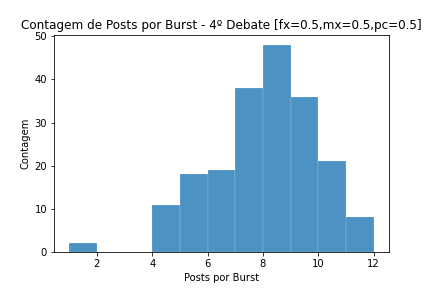 Contagem de Posts por Burst - 4º Debate [fx=0.5,mx=0.5,pc=0.5]
50
40
30
20
10
0
Contagem
2 4 6 8 10 12
Posts por Burst